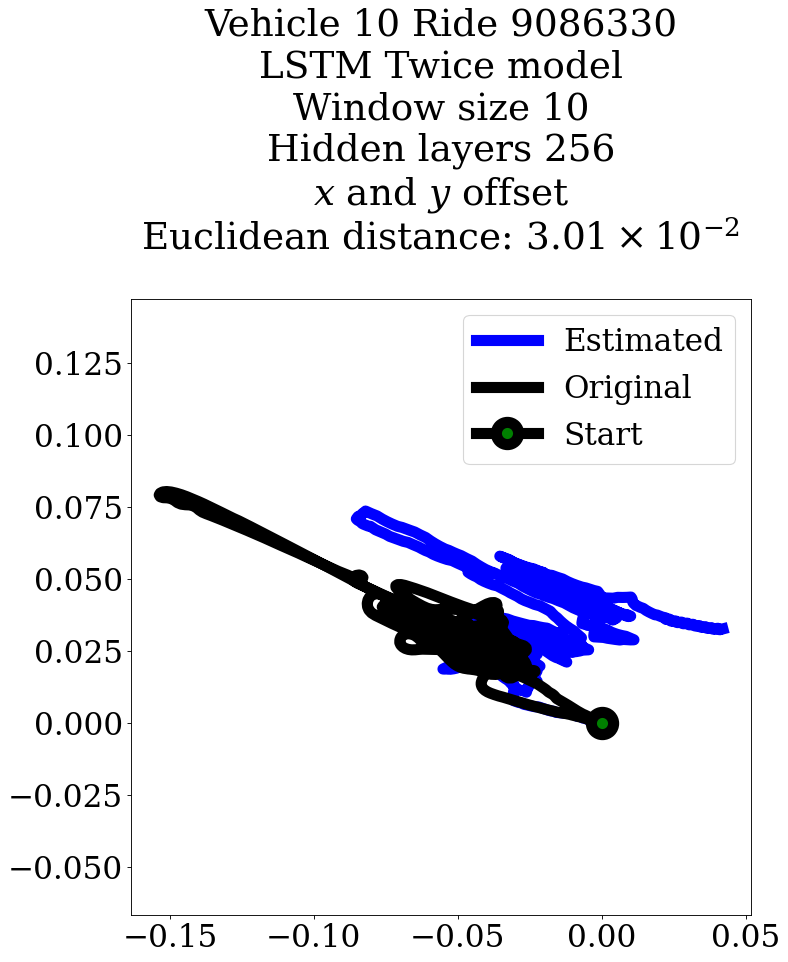 Vehicle 10 Ride 9086330
LSTM Twice model
Window size 10
Hidden layers 256
x and y offset
Euclidean distance: 3.01 × 10⁻²
Estimated
Original
Start
0.125
0.100
0.075
0.050
0.025
0.000
−0.025
−0.050
−0.15 −0.10 −0.05 0.00 0.05